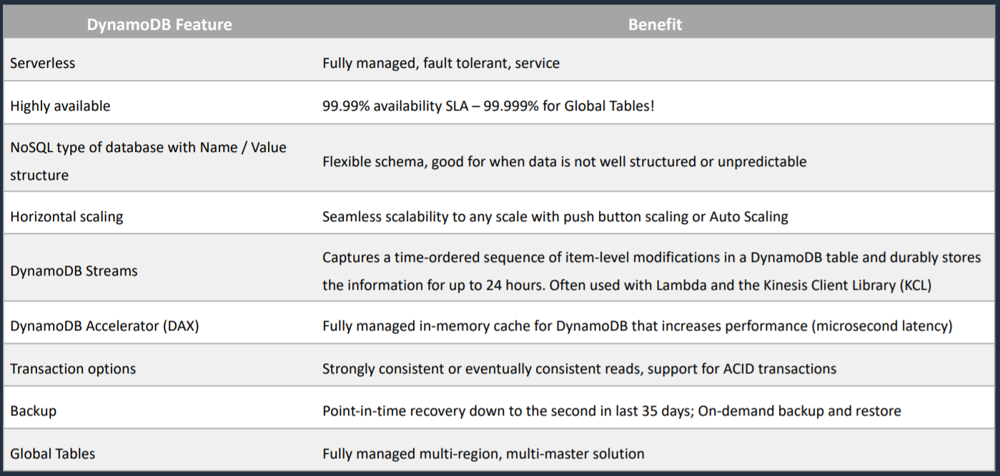 DynamoDB Feature Benefit
Serverless Fully managed, fault tolerant, service
Highly available 99.99% availability SLA – 99.999% for Global Tables!
NoSQL type of database with Name / Value
structure
Flexible schema, good for when data is not well structured or unpredictable
Horizontal scaling Seamless scalability to any scale with push button scaling or Auto Scaling
DynamoDB Streams
Captures a time-ordered sequence of item-level modifications in a DynamoDB table and durably stores
the information for up to 24 hours. Often used with Lambda and the Kinesis Client Library (KCL)
DynamoDB Accelerator (DAX) Fully managed in-memory cache for DynamoDB that increases performance (microsecond latency)
Transaction options Strongly consistent or eventually consistent reads, support for ACID transactions
Backup Point-in-time recovery down to the second in last 35 days; On-demand backup and restore
Global Tables Fully managed multi-region, multi-master solution